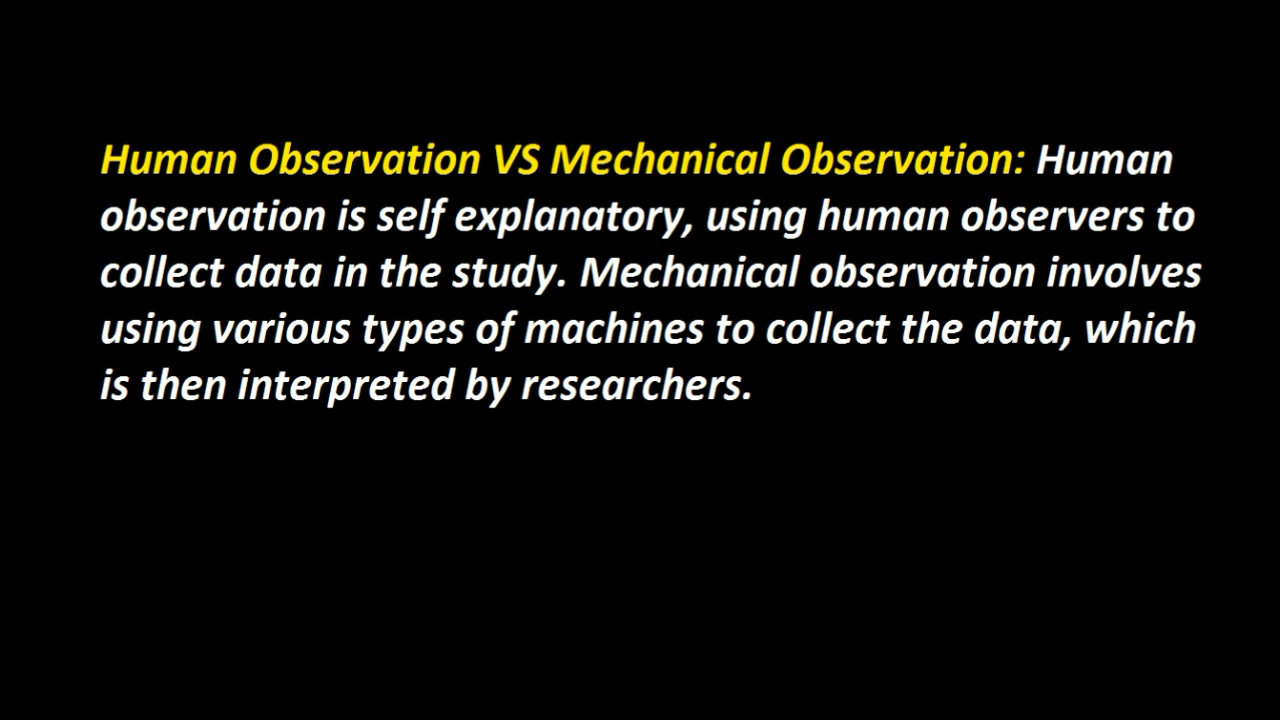 Human Observation VS Mechanical Observation: Human
observation is self explanatory, using human observers to
collect data in the study. Mechanical observation involves
using various types of machines to collect the data, which
is then interpreted by researchers.